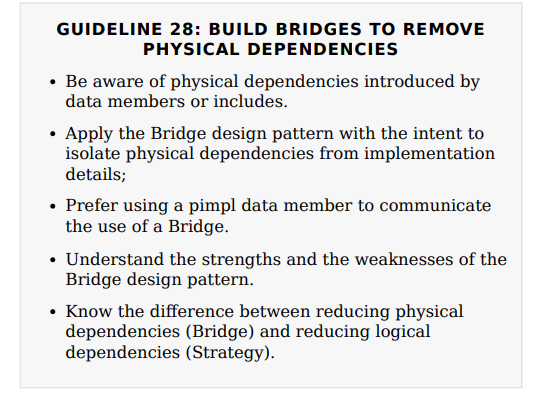 GUIDELINE 28: BUILD BRIDGES TO REMOVE
PHYSICAL DEPENDENCIES
• Be aware of physical dependencies introduced by
data members or includes.
• Apply the Bridge design pattern with the intent to
isolate physical dependencies from implementation
details;
• Prefer using a pimpl data member to communicate
the use of a Bridge.
• Understand the strengths and the weaknesses of the
Bridge design pattern.
• Know the difference between reducing physical
dependencies (Bridge) and reducing logical
dependencies (Strategy).